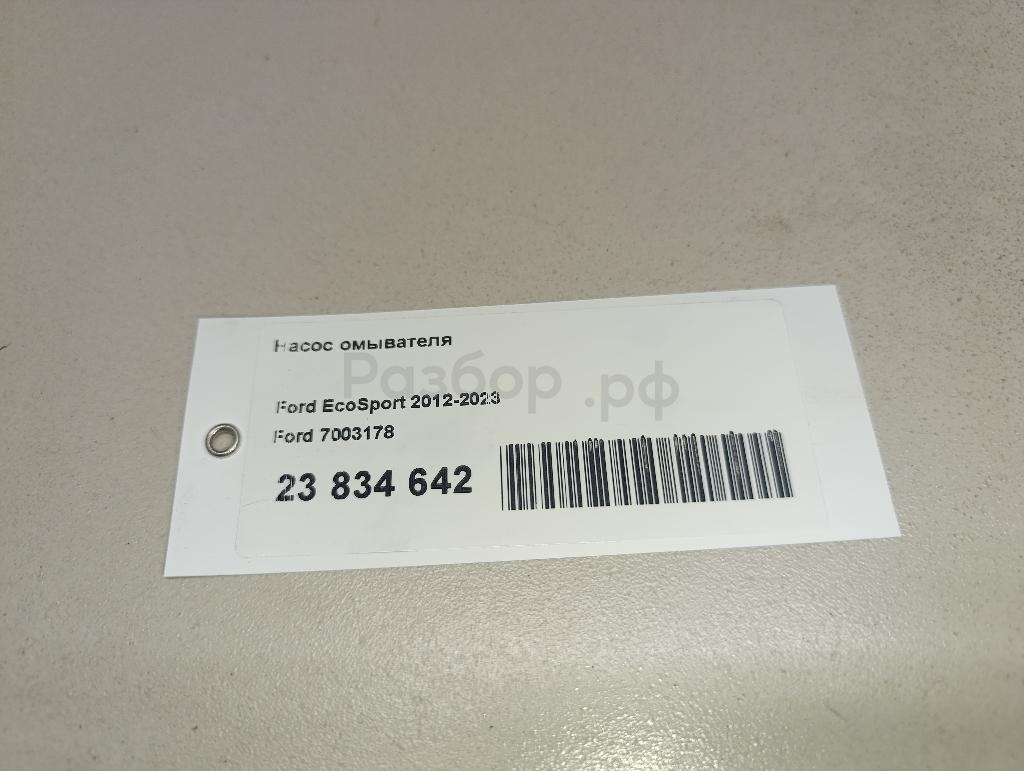 Насос омывателя
Разбор .рф
Ford EcoSport 2012-2023
Ford 7003178
23 834 642